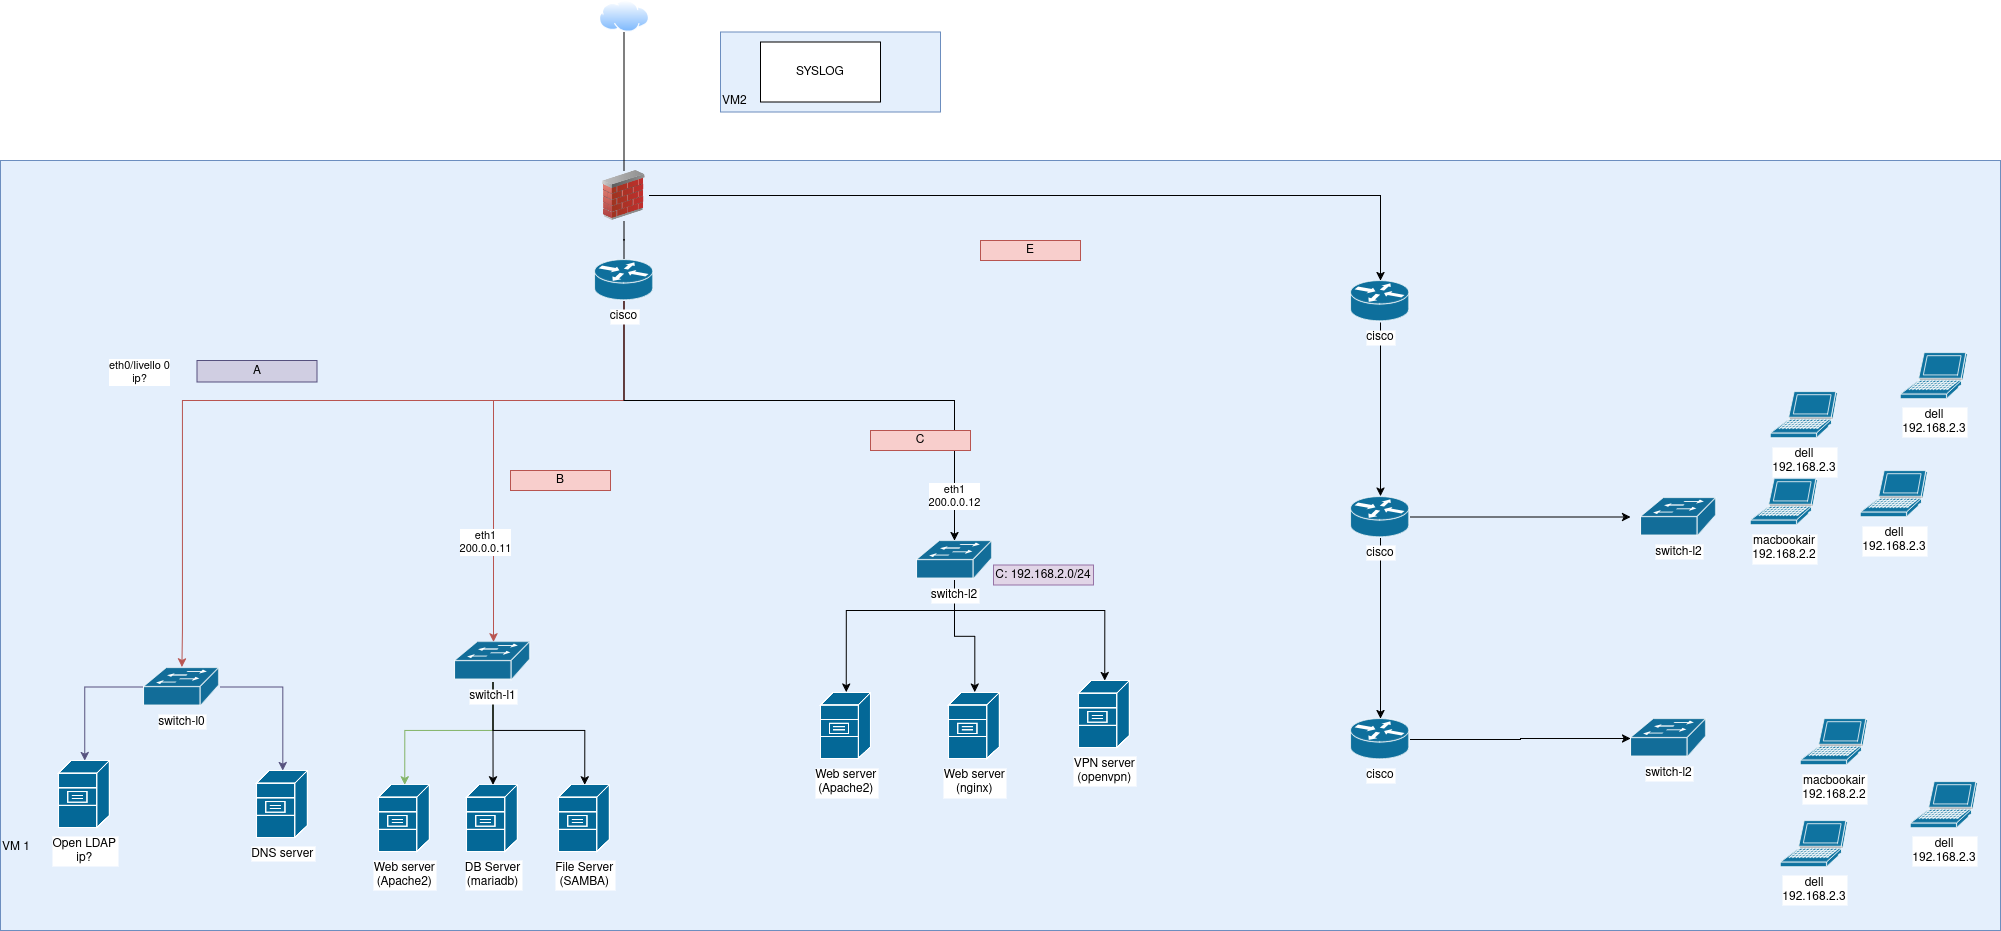 SYSLOG
VM2
E
cisco
cisco
eth0/livello 0
ip?
A
dell
192.168.2.3
C
dell
192.168.2.3
B
eth1
200.0.0.12
eth1
200.0.0.11
cisco
switch-l2
macbookair
192.168.2.2
dell
192.168.2.3
C: 192.168.2.0/24
switch-l2
switch-l1
switch-l0
Web server
(Apache2)
Web server
(nginx)
VPN server
(openvpn)
cisco
switch-l2
macbookair
192.168.2.2
VM 1
Open LDAP
ip?
DNS server
Web server
(Apache2)
DB Server
(mariadb)
File Server
(SAMBA)
dell
192.168.2.3
dell
192.168.2.3